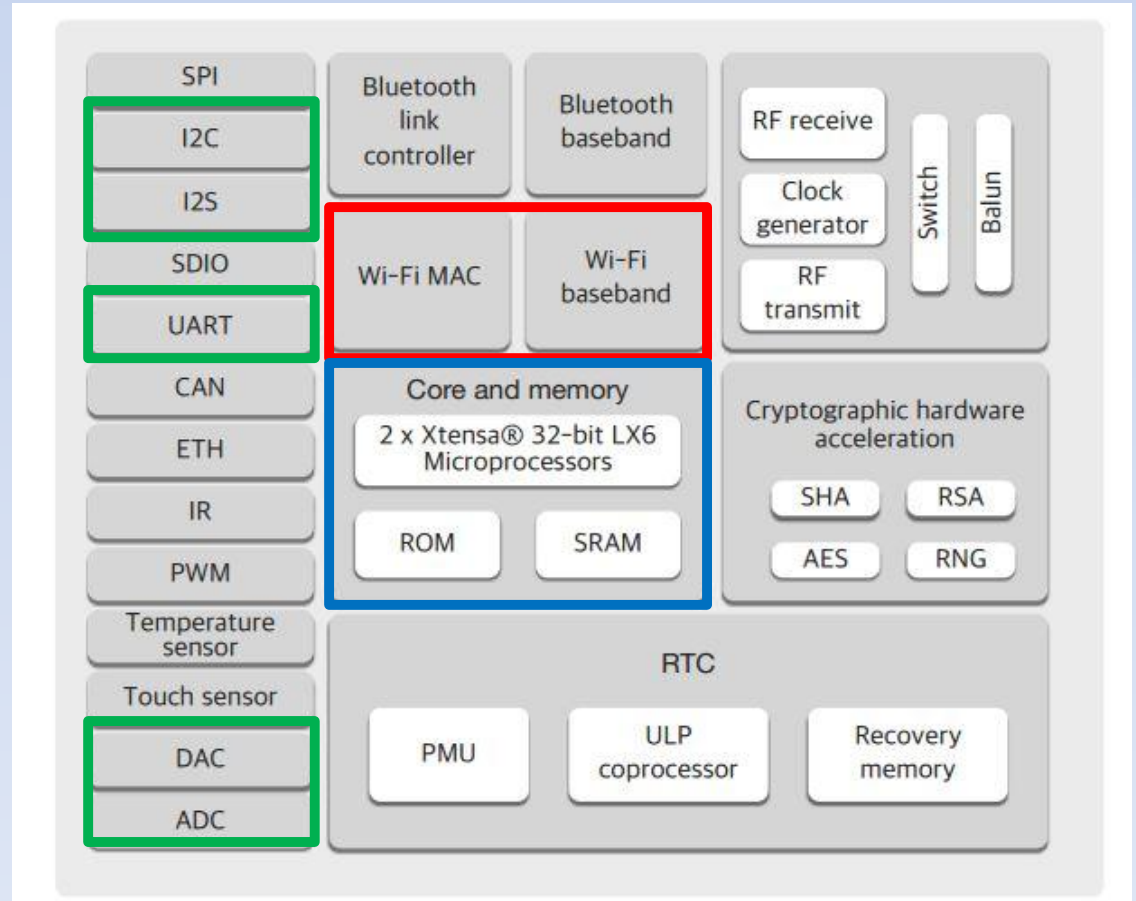 SPI
I2C
I2S
SDIO
UART
CAN
ETH
IR
PWM
Temperature
sensor
Touch sensor
DAC
ADC
Bluetooth
link
controller
Bluetooth
baseband
Wi-Fi MAC
Wi-Fi
baseband
RF receive
Clock
generator
RF
transmit
Switch
Balun
Core and memory
2 x Xtensa® 32-bit LX6
Microprocessors
ROM
SRAM
Cryptographic hardware
acceleration
SHA
RSA
AES
RNG
RTC
PMU
ULP
coprocessor
Recovery
memory